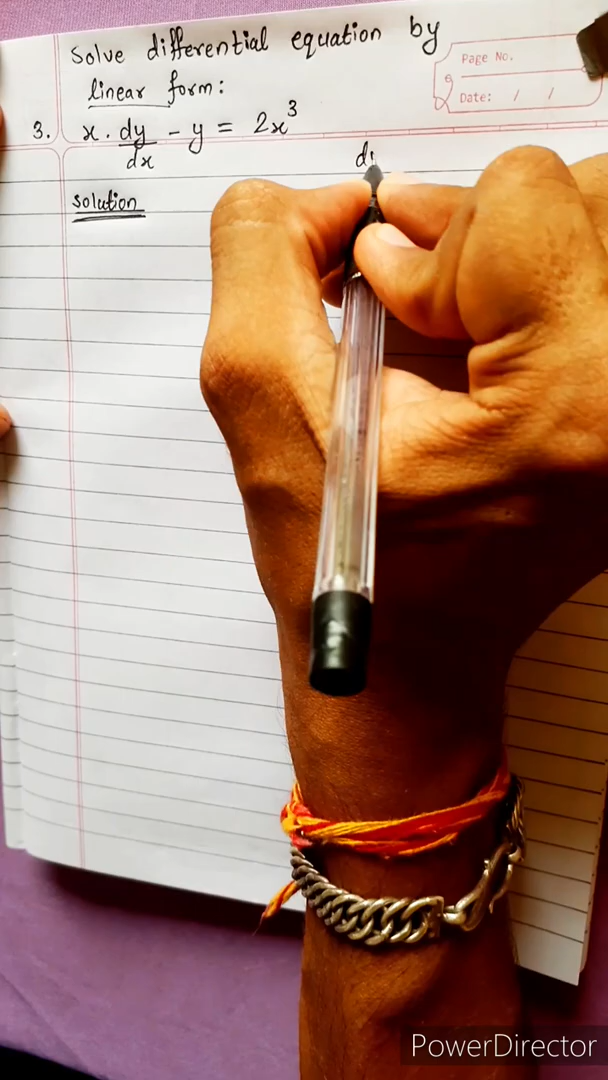 Solve differential equation by
linear form:
Page No.
Date: / /
3. x . dy/dx - y = 2x³
d
solution
PowerDirector